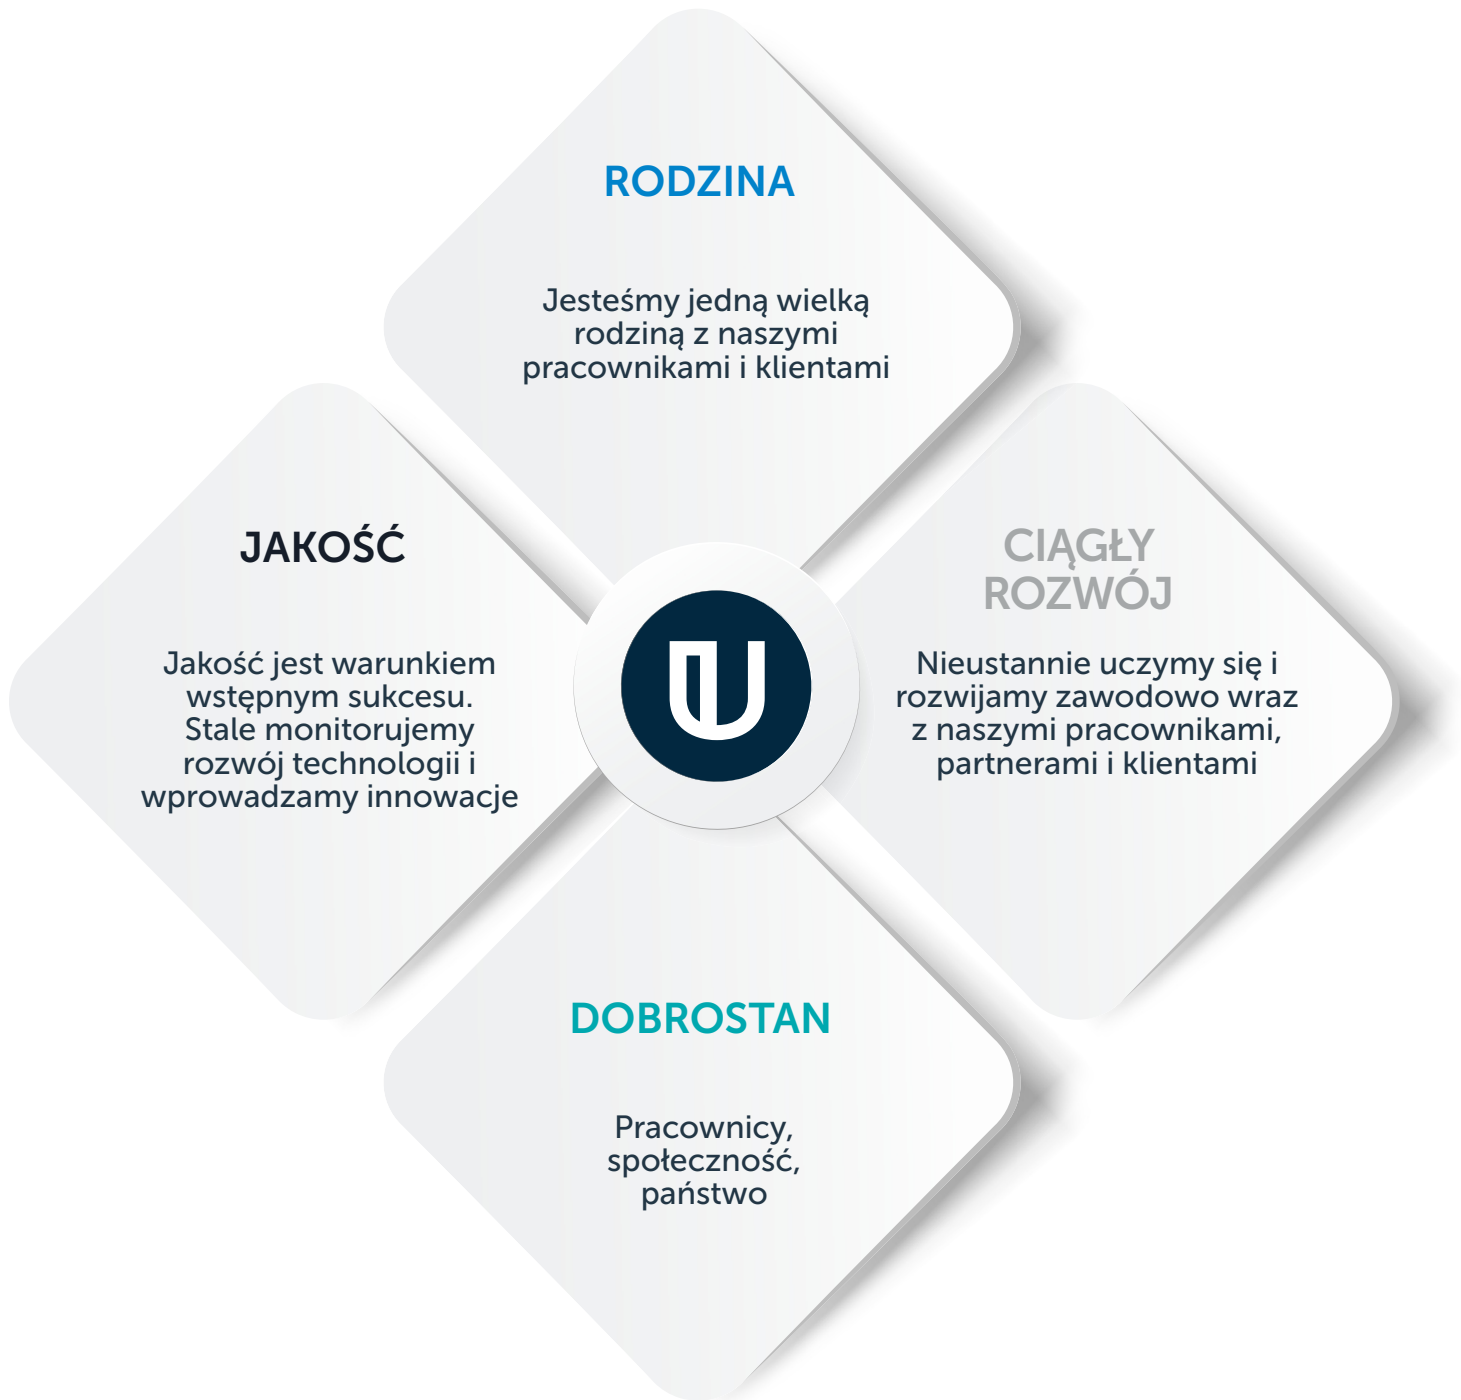 RODZINA
Jesteśmy jedną wielką
rodziną z naszymi
pracownikami i klientami
JAKOŚĆ
Jakość jest warunkiem
wstępnym sukcesu.
Stale monitorujemy
rozwój technologii i
wprowadzamy innowacje
CIĄGŁY
ROZWÓJ
Nieustannie uczymy się i
rozwijamy zawodowo wraz
z naszymi pracownikami,
partnerami i klientami
DOBROSTAN
Pracownicy,
społeczność,
państwo